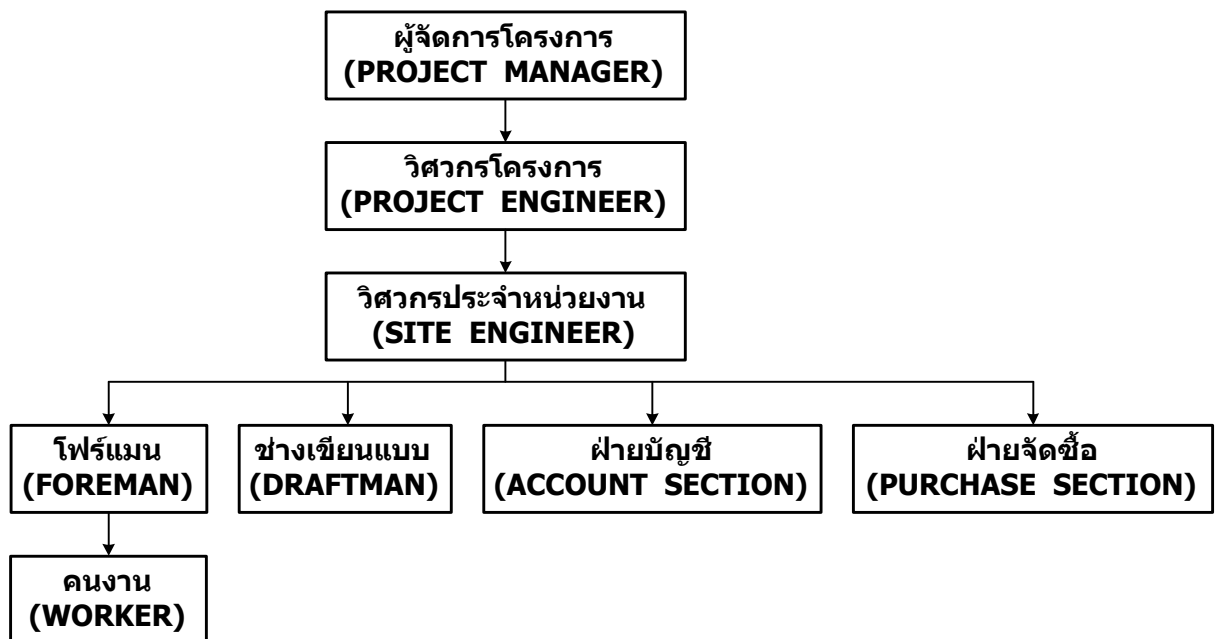 ผู้จัดการโครงการ
(PROJECT MANAGER)
วิศวกรโครงการ
(PROJECT ENGINEER)
วิศวกรประจำหน่วยงาน
(SITE ENGINEER)
โฟร์แมน
(FOREMAN)
ช่างเขียนแบบ
(DRAFTMAN)
ฝ่ายบัญชี
(ACCOUNT SECTION)
ฝ่ายจัดซื้อ
(PURCHASE SECTION)
คนงาน
(WORKER)